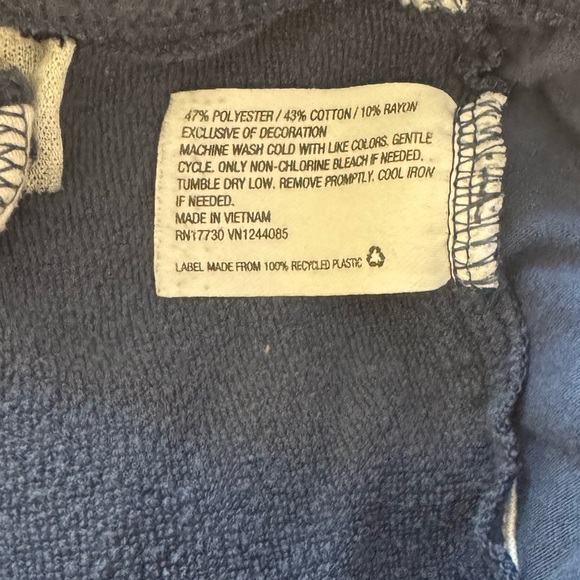 47% POLYESTER / 43% COTTON / 10% RAYON
EXCLUSIVE OF DECORATION
MACHINE WASH COLD WITH LIKE COLORS. GENTLE
CYCLE. ONLY NON-CHLORINE BLEACH IF NEEDED.
TUMBLE DRY LOW. REMOVE PROMPTLY. COOL IRON
IF NEEDED.
MADE IN VIETNAM
RN17730 VN1244085
LABEL MADE FROM 100% RECYCLED PLASTIC